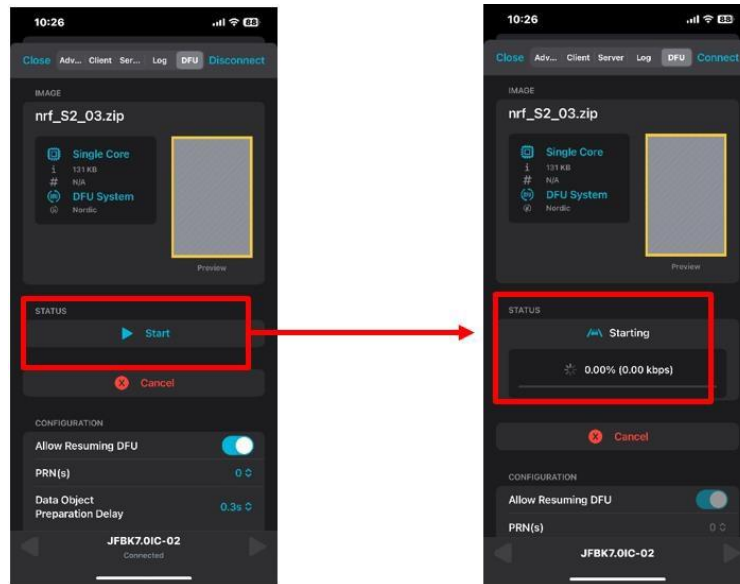 10:26
88
Close Adv... Client Ser... Log DFU Disconnect
IMAGE
nrf_S2_03.zip
Single Core
i 131 KB
# N/A
DFU System
Nordic
Preview
STATUS
Start
Cancel
CONFIGURATION
Allow Resuming DFU
PRN(s) 0
Data Object
Preparation Delay 0.3s
JFBK7.0IC-02
Connected
10:26
88
Close Adv... Client Server Log DFU Connect
IMAGE
nrf_S2_03.zip
Single Core
i 131 KB
# N/A
DFU System
Nordic
Preview
STATUS
Starting
0.00% (0.00 kbps)
Cancel
CONFIGURATION
Allow Resuming DFU
PRN(s) 0
JFBK7.0IC-02